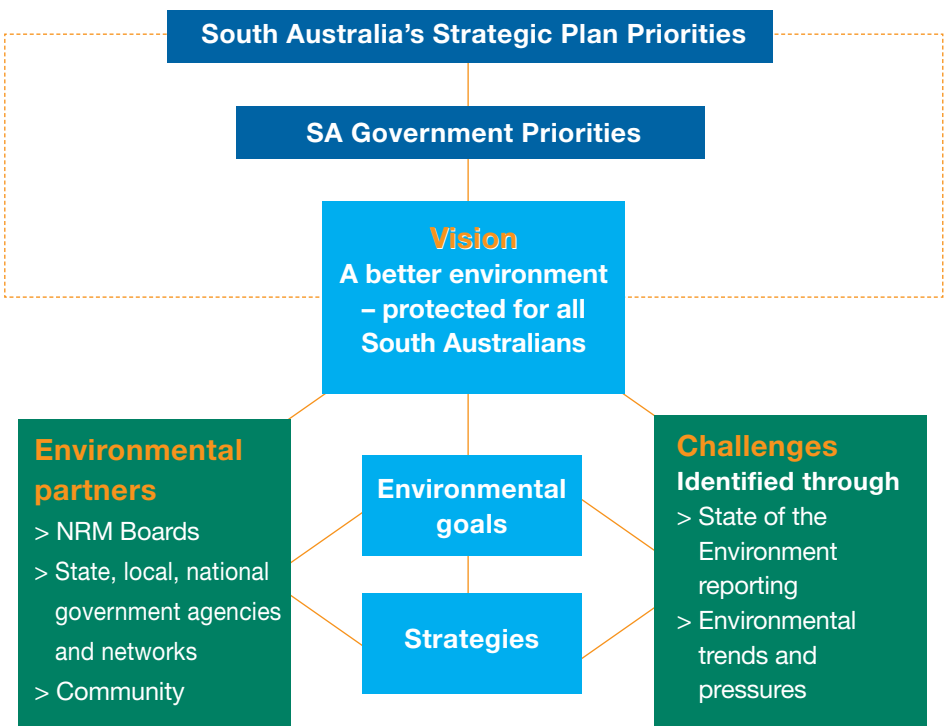 South Australia’s Strategic Plan Priorities
SA Government Priorities
Vision
A better environment
– protected for all
South Australians
Environmental
partners
> NRM Boards
> State, local, national
government agencies
and networks
> Community
Environmental
goals
Strategies
Challenges
Identified through
> State of the
Environment
reporting
> Environmental
trends and
pressures